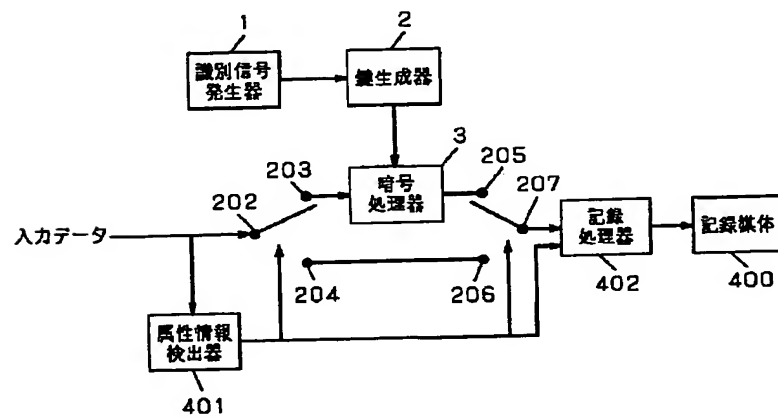 1
2
識別信号
発生器
鍵生成器
3
203
205
202
暗号
処理器
207
入力データ
記録
処理器
記録媒体
204
206
402
400
属性情報
検出器
401